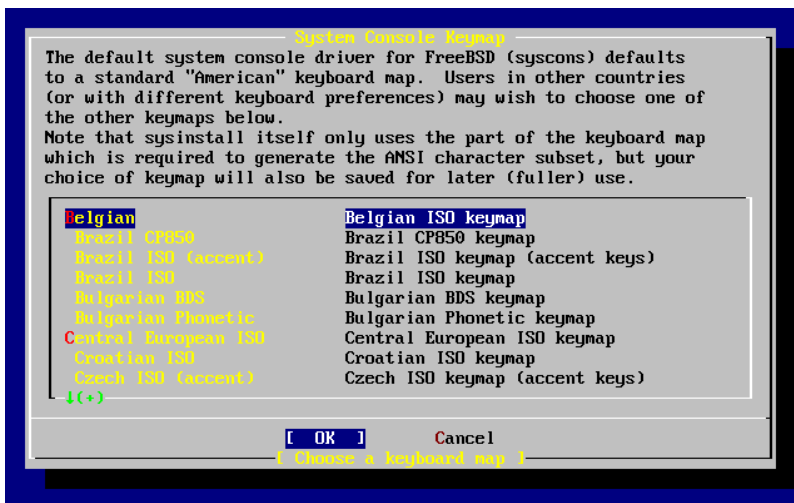 System Console Keymap
The default system console driver for FreeBSD (syscons) defaults
to a standard "American" keyboard map.  Users in other countries
(or with different keyboard preferences) may wish to choose one of
the other keymaps below.
Note that sysinstall itself only uses the part of the keyboard map
which is required to generate the ANSI character subset, but your
choice of keymap will also be saved for later (fuller) use.
Belgian Belgian ISO keymap
Brazil CP850 Brazil CP850 keymap
Brazil ISO (accent) Brazil ISO keymap (accent keys)
Brazil ISO Brazil ISO keymap
Bulgarian BDS Bulgarian BDS keymap
Bulgarian Phonetic Bulgarian Phonetic keymap
Central European ISO Central European ISO keymap
Croatian ISO Croatian ISO keymap
Czech ISO (accent) Czech ISO keymap (accent keys)
↓(+)
[ OK ] Cancel
[ Choose a keyboard map ]